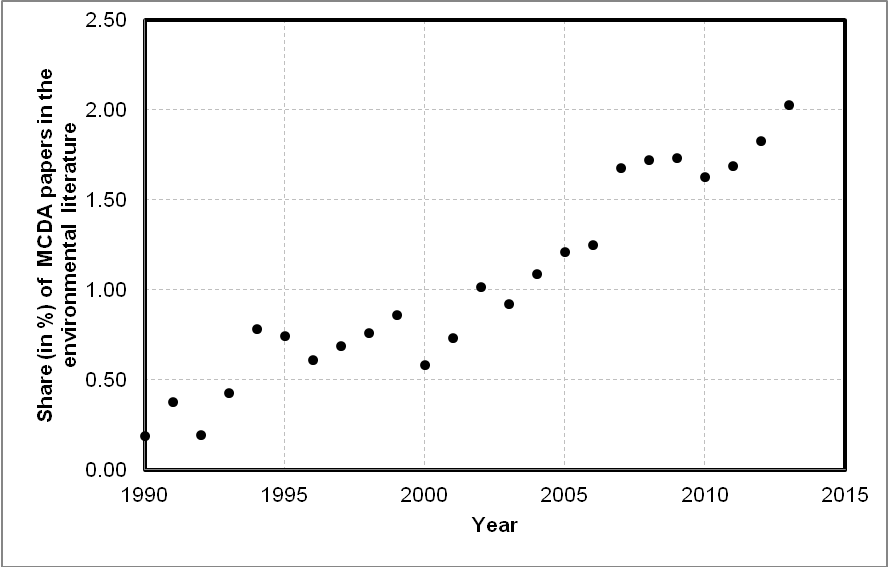 2.50
2.00
1.50
1.00
0.50
0.00
Share (in %) of MCDA papers in the
environmental literature
1990 1995 2000 2005 2010 2015
Year